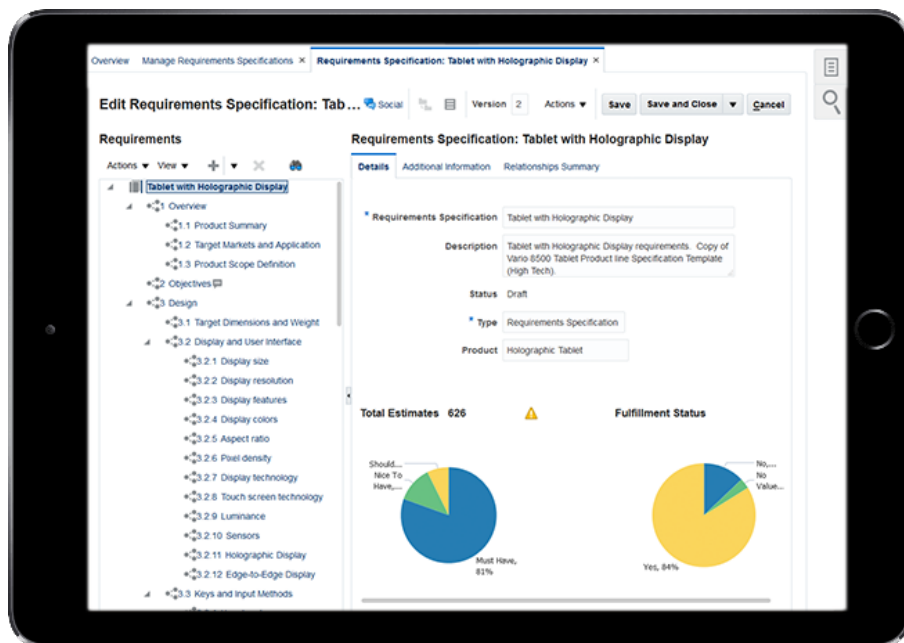 Overview Manage Requirements Specifications × Requirements Specification: Tablet with Holographic Display ×
Edit Requirements Specification: Tab ... Social Version 2 Actions Save Save and Close Cancel
Requirements
Actions View
Tablet with Holographic Display
1 Overview
1.1 Product Summary
1.2 Target Markets and Application
1.3 Product Scope Definition
2 Objectives
3 Design
3.1 Target Dimensions and Weight
3.2 Display and User Interface
3.2.1 Display size
3.2.2 Display resolution
3.2.3 Display features
3.2.4 Display colors
3.2.5 Aspect ratio
3.2.6 Pixel density
3.2.7 Display technology
3.2.8 Touch screen technology
3.2.9 Luminance
3.2.10 Sensors
3.2.11 Holographic Display
3.2.12 Edge-to-Edge Display
3.3 Keys and Input Methods
Requirements Specification: Tablet with Holographic Display
Details Additional Information Relationships Summary
* Requirements Specification Tablet with Holographic Display
Description Tablet with Holographic Display requirements. Copy of
Vario 8500 Tablet Product line Specification Template
(High Tech).
Status Draft
* Type Requirements Specification
Product Holographic Tablet
Total Estimates 626
Should...
Nice To
Have,...
Must Have,
81%
Fulfillment Status
No,...
No
Value...
Yes, 84%